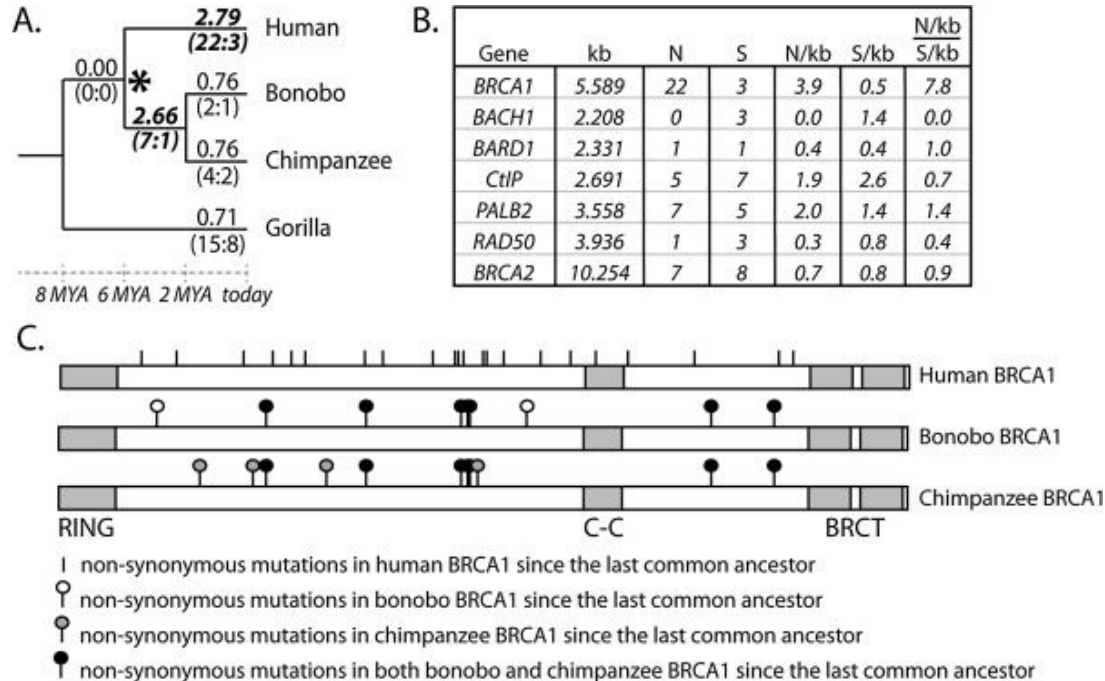 A.
2.79
(22:3)
Human
0.00
(0:0)
*
0.76
(2:1)
Bonobo
2.66
(7:1)
0.76
(4:2)
Chimpanzee
0.71
(15:8)
Gorilla
8 MYA 6 MYA 2 MYA today
B.
N/kb
Gene kb N S N/kb S/kb S/kb
BRCA1 5.589 22 3 3.9 0.5 7.8
BACH1 2.208 0 3 0.0 1.4 0.0
BARD1 2.331 1 1 0.4 0.4 1.0
CtIP 2.691 5 7 1.9 2.6 0.7
PALB2 3.558 7 5 2.0 1.4 1.4
RAD50 3.936 1 3 0.3 0.8 0.4
BRCA2 10.254 7 8 0.7 0.8 0.9
C.
Human BRCA1
Bonobo BRCA1
Chimpanzee BRCA1
RING C-C BRCT
non-synonymous mutations in human BRCA1 since the last common ancestor
non-synonymous mutations in bonobo BRCA1 since the last common ancestor
non-synonymous mutations in chimpanzee BRCA1 since the last common ancestor
non-synonymous mutations in both bonobo and chimpanzee BRCA1 since the last common ancestor